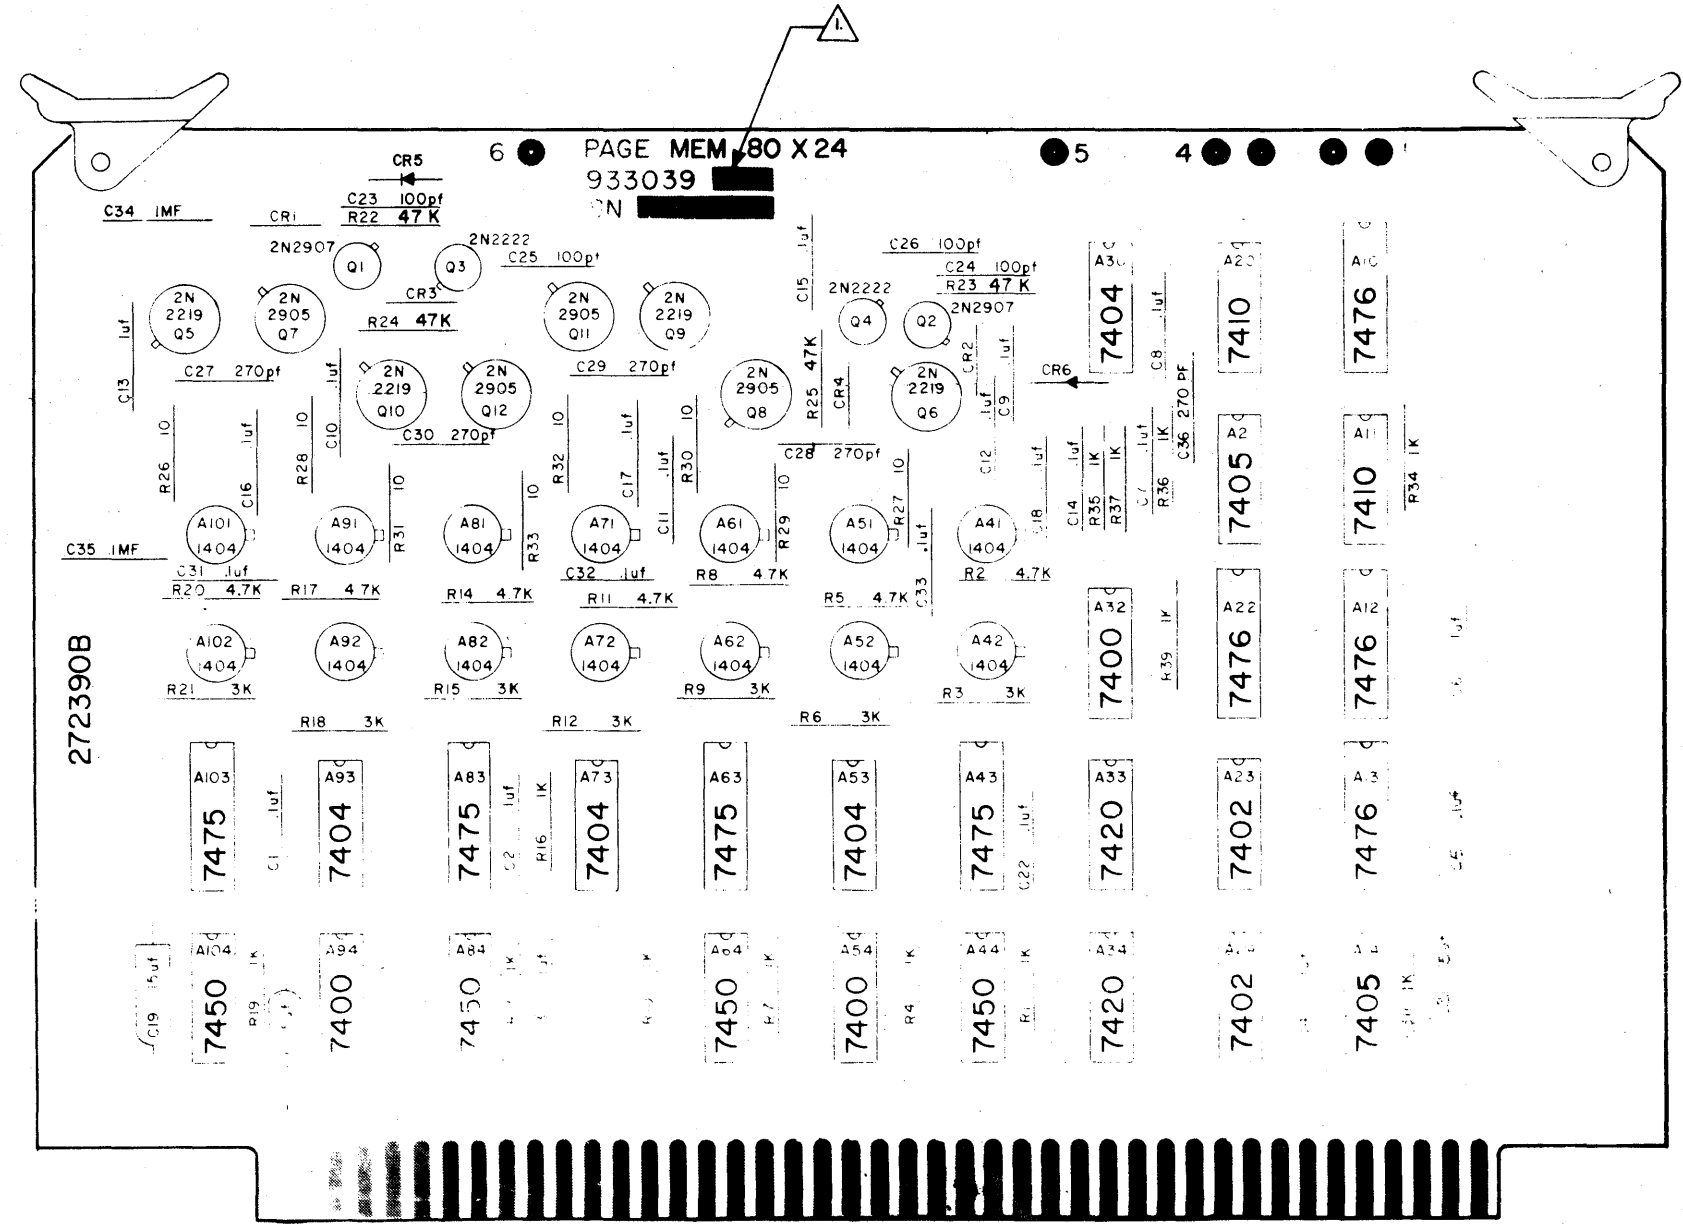 1.
6 PAGE MEM 80 X 24 5 4
933039
CR5
C23 100pf
R22 47K
C34 1MF
CR1
2N2907
Q1
2N2222
Q3
C25 100pf
C15 .1uf
C26 100pf
C24 100pf
R23 47K
2N2222
Q4
2N2907
Q2
CR3
R24 47K
2N 2219 Q5
2N 2905 Q7
2N 2905 Q11
2N 2219 Q9
C13 .1uf
C27 270pf
C10 .1uf
2N 2219 Q10
2N 2905 Q12
C29 270pf
2N 2905 Q8
R25 47K
CR4
2N 2219 Q6
CR2
C9 .1uf
C12 .1uf
CR6
C30 270pf
C28 270pf
R26 10
C16 .1uf
R28 10
R31 10
R33 10
R32 10
C17 .1uf
C11 .1uf
R30 10
R29 10
R27 10
C33 .1uf
C18 .1uf
C14 .1uf
R35 1K
R37 1K
C7 .1uf
R36 1K
C36 270 PF
C8 .1uf
7404
A20 7410
7476
A2 7405
A11 7410
R34 1K
A101 1404
A91 1404
A81 1404
A71 1404
A61 1404
A51 1404
A41 1404
C35 .1MF
C31 .1uf
R20 4.7K
R17 4.7K
R14 4.7K
C32 .1uf
R11 4.7K
R8 4.7K
R5 4.7K
R2 4.7K
A102 1404
A92 1404
A82 1404
A72 1404
A62 1404
A52 1404
A42 1404
A32 7400
R39 1K
A22 7476
A12 7476
272390B
R21 3K
R18 3K
R15 3K
R12 3K
R9 3K
R6 3K
R3 3K
A103 7475
C1 .1uf
A93 7404
A83 7475
C2 .1uf
R16 1K
A73 7404
A63 7475
A53 7404
A43 7475
C22 .1uf
A33 7420
A23 7402
7476
C19
A104 7450
R19 1K
A94 7400
A84 7450
1K
A64 7450
R7 1K
A54 7400
R4 1K
A44 7450
1K
A34 7420
7402
7405
1K